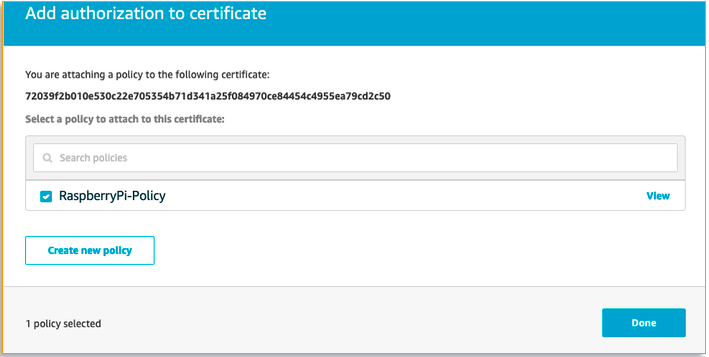 Add authorization to certificate
You are attaching a policy to the following certificate:
72039f2b010e530c22e705354b71d341a25f084970ce84454c4955ea79cd2c50
Select a policy to attach to this certificate:
Search policies
RaspberryPi-Policy View
Create new policy
1 policy selected Done